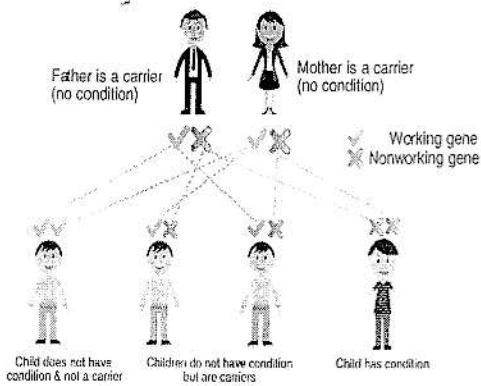 Father is a carrier
(no condition)
Mother is a carrier
(no condition)
Working gene
Nonworking gene
Child does not have
condition & not a carrier
Children do not have condition
but are carriers
Child has condition